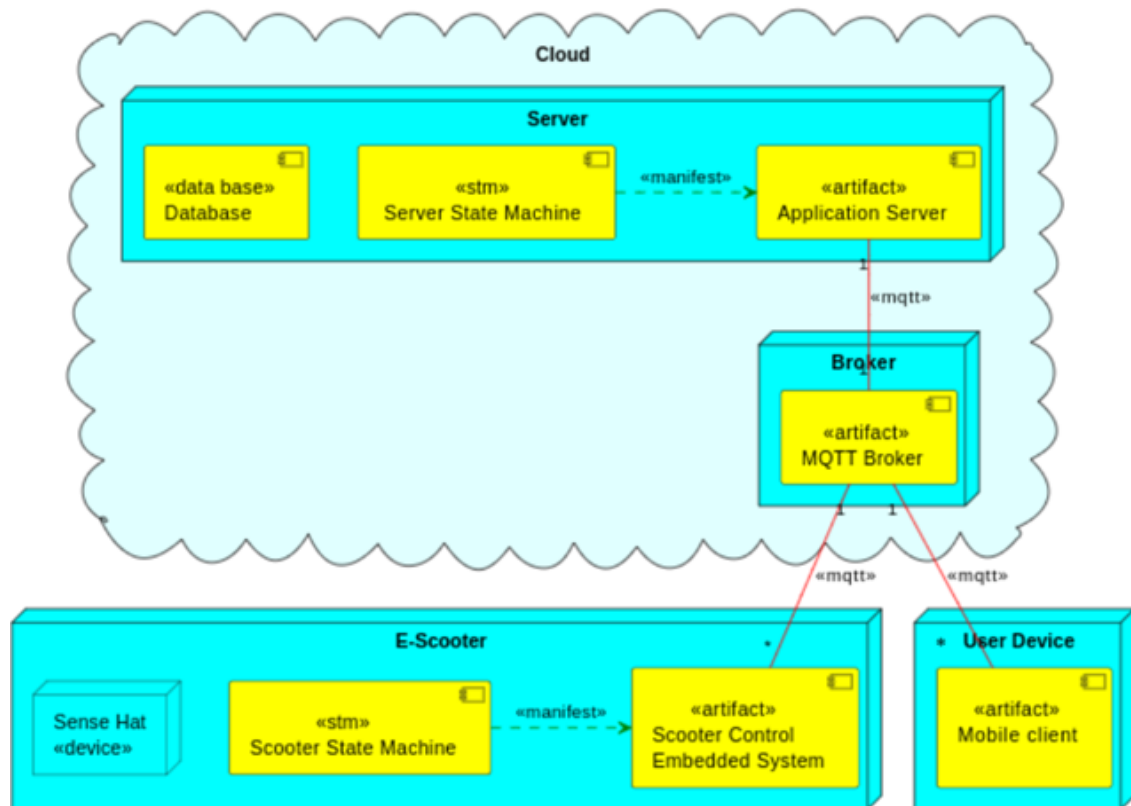 Cloud
Server
«data base»
Database
«stm»
Server State Machine
«manifest»
«artifact»
Application Server
1
«mqtt»
Broker
1
«artifact»
MQTT Broker
1
1
«mqtt»
«mqtt»
E-Scooter
*
* User Device
Sense Hat
«device»
«stm»
Scooter State Machine
«manifest»
«artifact»
Scooter Control
Embedded System
«artifact»
Mobile client